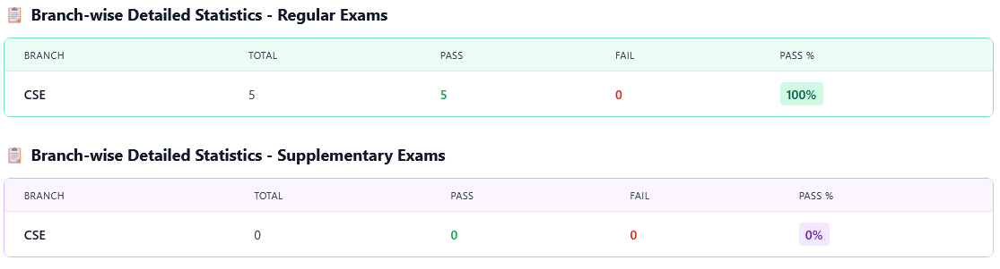 Branch-wise Detailed Statistics - Regular Exams
BRANCH TOTAL PASS FAIL PASS %
CSE 5 5 0 100%
Branch-wise Detailed Statistics - Supplementary Exams
BRANCH TOTAL PASS FAIL PASS %
CSE 0 0 0 0%